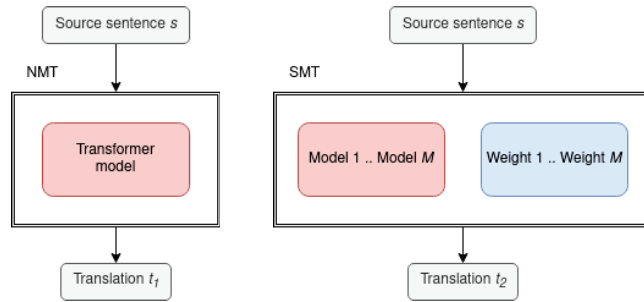 Source sentence s
NMT
Transformer
model
Translation t1
Source sentence s
SMT
Model 1 .. Model M
Weight 1 .. Weight M
Translation t2